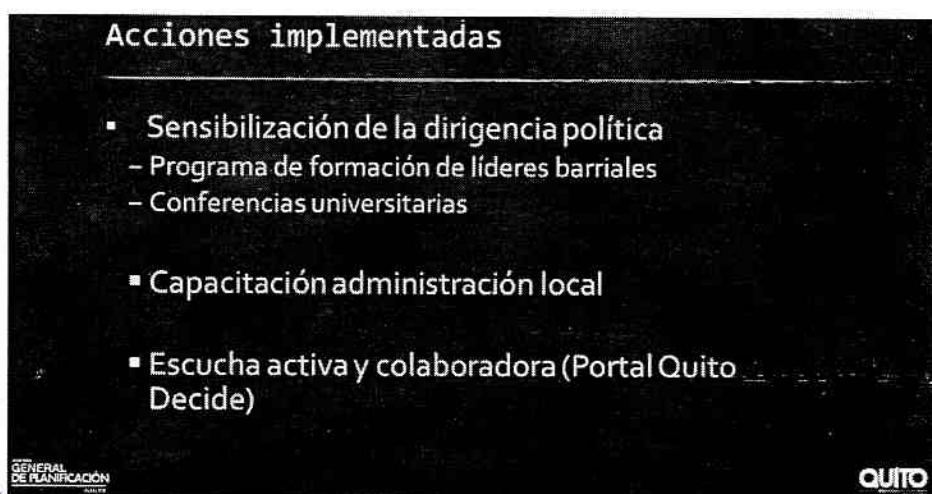 Acciones implementadas
▪ Sensibilización de la dirigencia política
– Programa de formación de líderes barriales
– Conferencias universitarias
▪ Capacitación administración local
▪ Escucha activa y colaboradora (Portal Quito
Decide)
GENERAL
DE PLANIFICACIÓN
QUITO